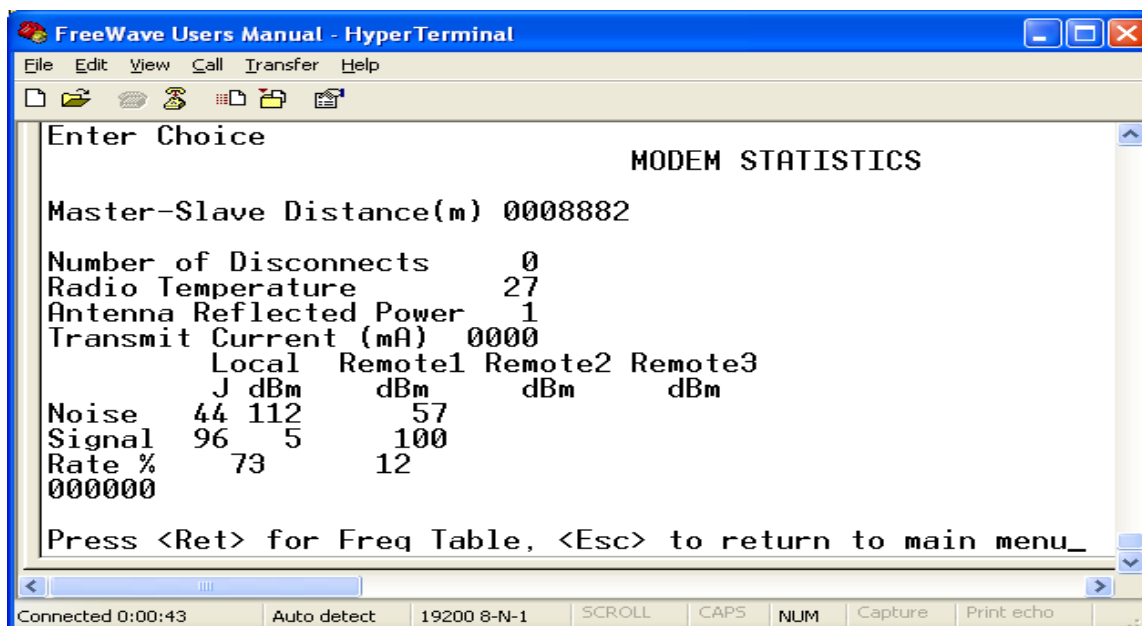 FreeWave Users Manual - HyperTerminal
File Edit View Call Transfer Help
Enter Choice
MODEM STATISTICS
Master-Slave Distance(m) 0008882
Number of Disconnects 0
Radio Temperature 27
Antenna Reflected Power 1
Transmit Current (mA) 0000
Local Remote1 Remote2 Remote3
J dBm dBm dBm dBm
Noise 44 112 57
Signal 96 5 100
Rate % 73 12
000000
Press <Ret> for Freq Table, <Esc> to return to main menu_
Connected 0:00:43 Auto detect 19200 8-N-1 SCROLL CAPS NUM Capture Print echo